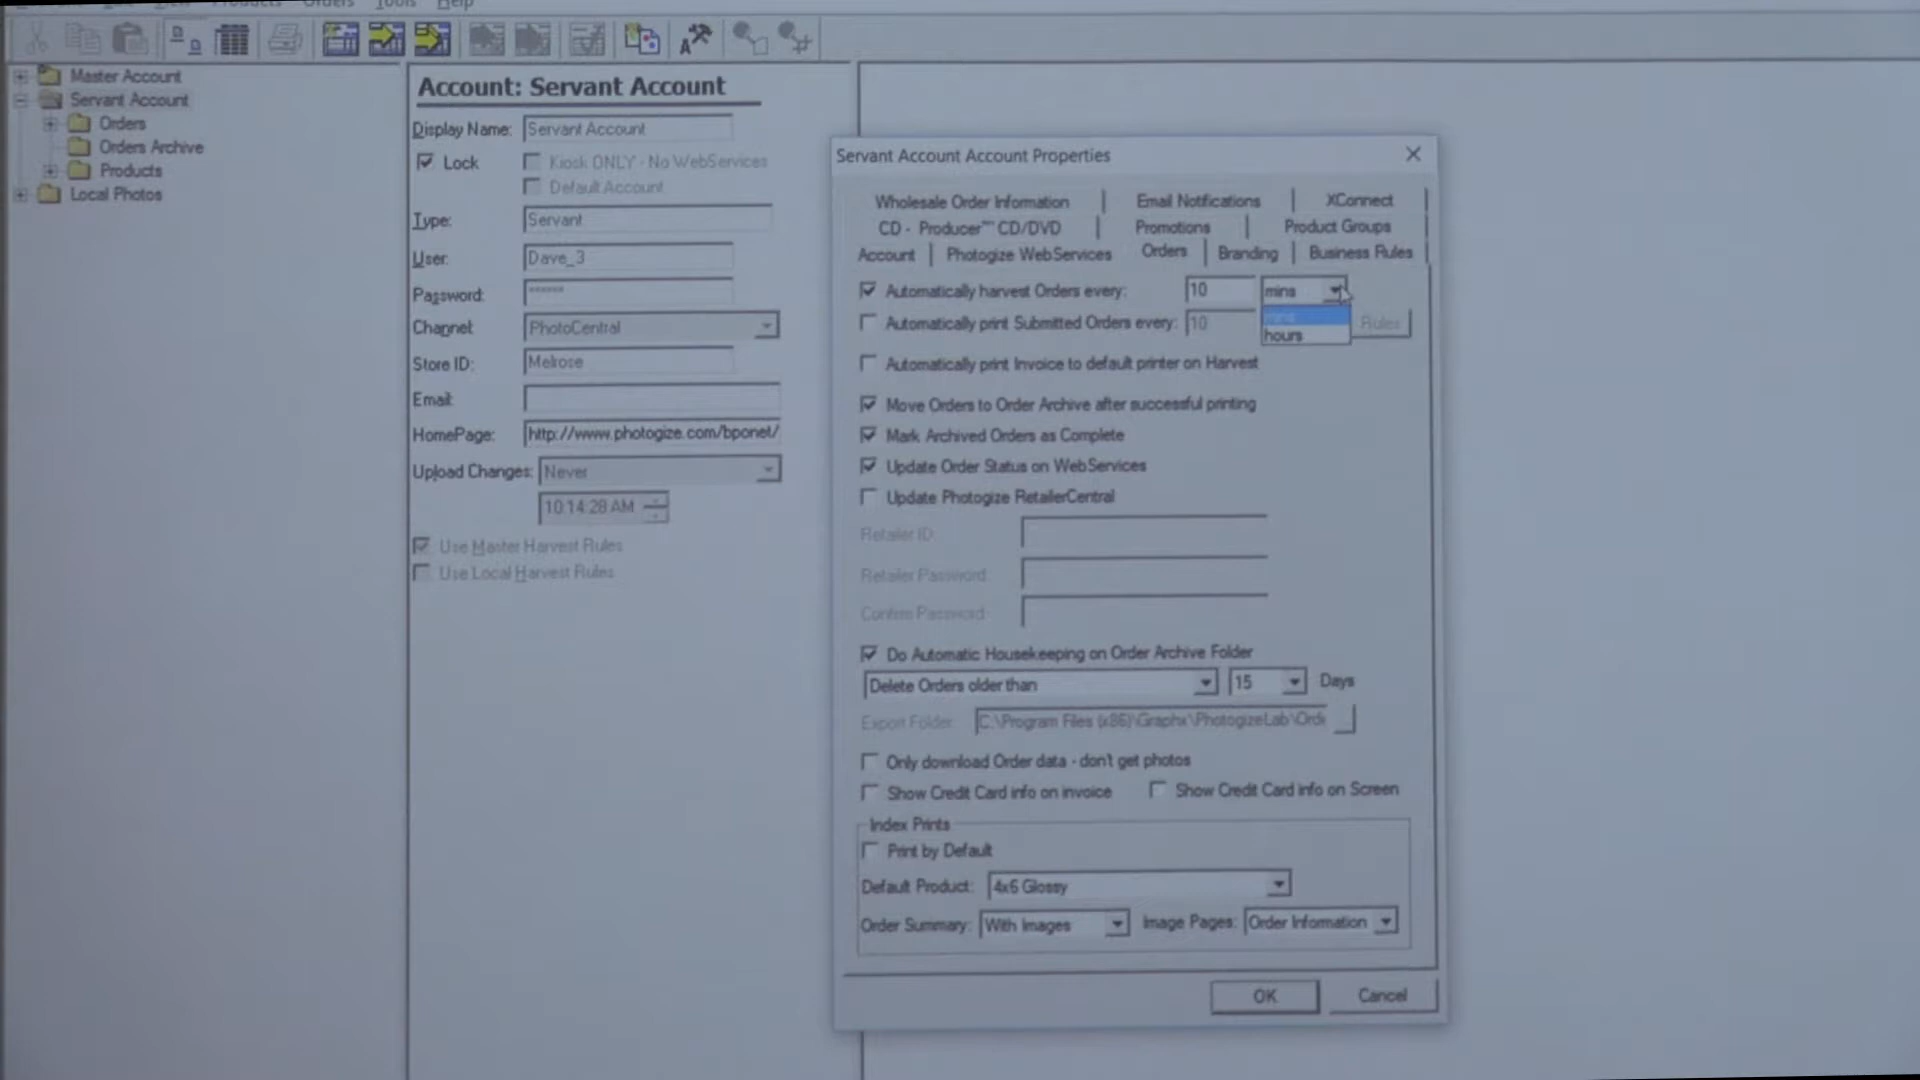 Products Orders Tools Help
Master Account
Servant Account
Orders
Orders Archive
Products
Local Photos
Account: Servant Account
Display Name: Servant Account
Lock Kiosk ONLY - No WebServices
Default Account
Type: Servant
User: Dave_3
Password: ******
Channel: PhotoCentral
Store ID: Melrose
Email:
HomePage: http://www.photogize.com/bponet/
Upload Changes: Never
10:14:28 AM
Use Master Harvest Rules
Use Local Harvest Rules
Servant Account Account Properties
Wholesale Order Information Email Notifications XConnect
CD - Producer™ CD/DVD Promotions Product Groups
Account Photogize WebServices Orders Branding Business Rules
Automatically harvest Orders every: 10 mins
mins
Automatically print Submitted Orders every: 10 Rules
hours
Automatically print Invoice to default printer on Harvest
Move Orders to Order Archive after successful printing
Mark Archived Orders as Complete
Update Order Status on WebServices
Update Photogize RetailerCentral
Retailer ID:
Retailer Password:
Confirm Password:
Do Automatic Housekeeping on Order Archive Folder
Delete Orders older than 15 Days
Export Folder: C:\Program Files (x86)\Graphx\PhotogizeLab\Orde
Only download Order data - don't get photos
Show Credit Card info on invoice Show Credit Card info on Screen
Index Prints
Print by Default
Default Product: 4x6 Glossy
Order Summary: With Images Image Pages: Order Information
OK Cancel